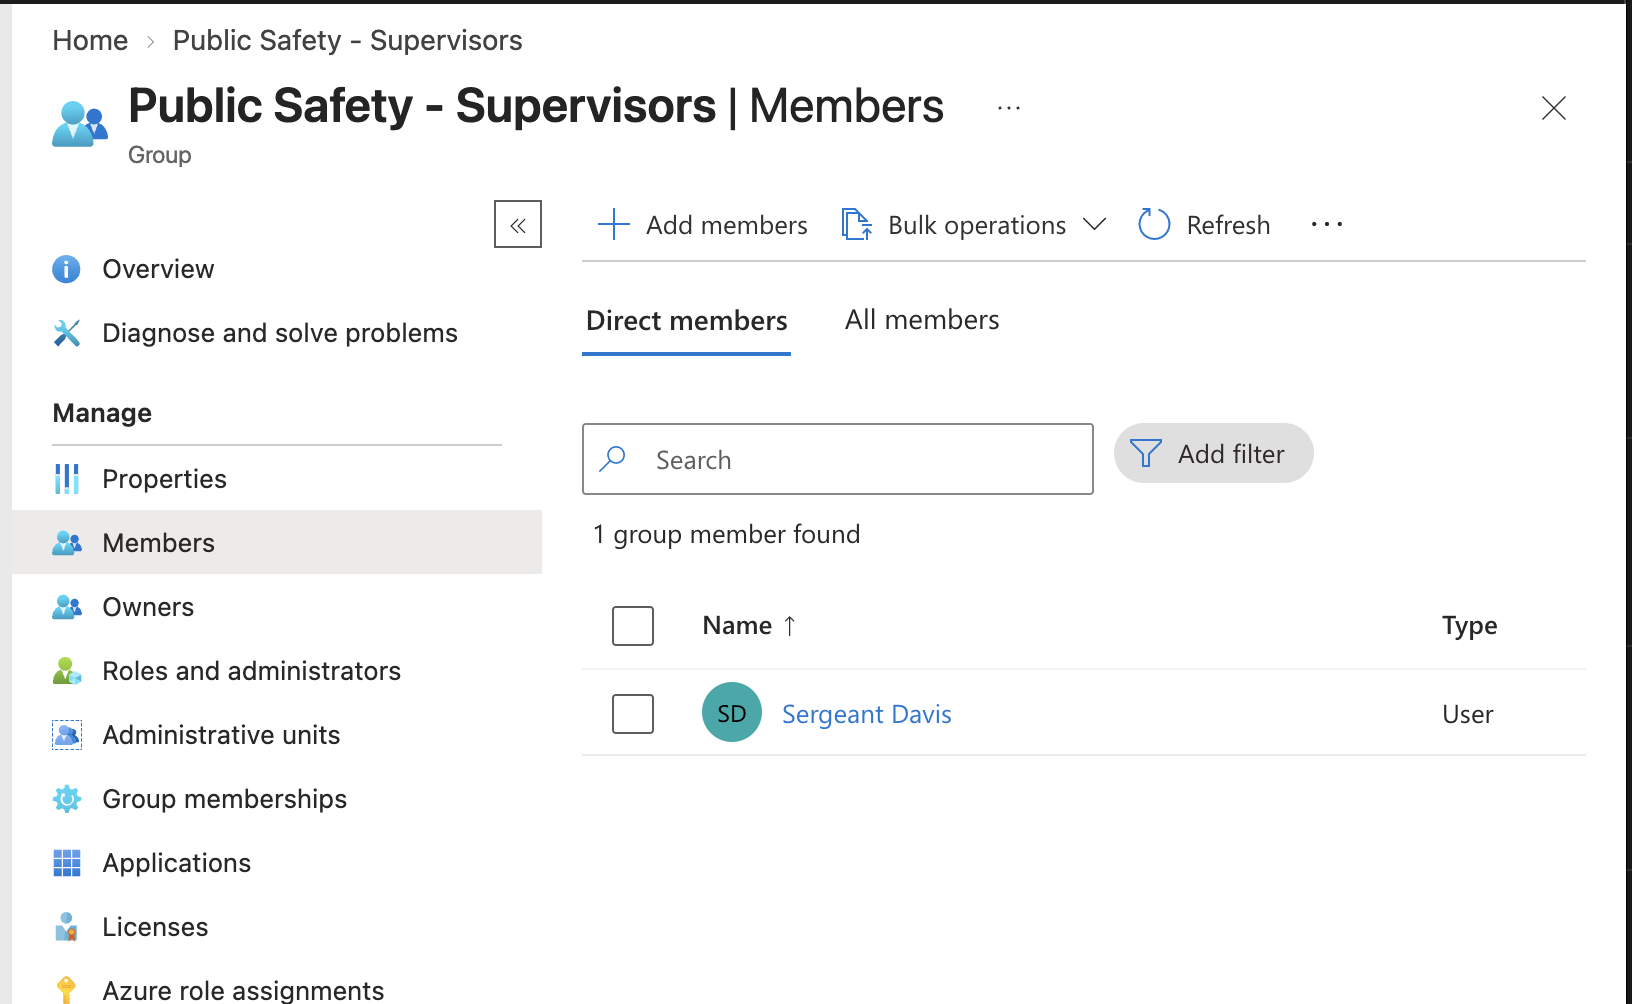 Home > Public Safety - Supervisors
Public Safety - Supervisors | Members ...
Group
«
Add members Bulk operations Refresh ...
Overview
Diagnose and solve problems
Manage
Properties
Members
Owners
Roles and administrators
Administrative units
Group memberships
Applications
Licenses
Azure role assignments
Direct members All members
Search Add filter
1 group member found
Name ↑ Type
SD Sergeant Davis User